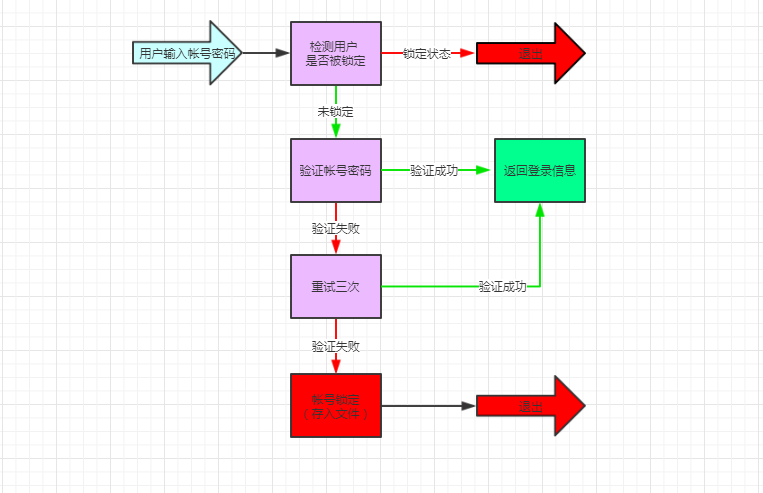 用户输入帐号密码
检测用户
是否被锁定
锁定状态
退出
未锁定
验证帐号密码
验证成功
返回登录信息
验证失败
重试三次
验证成功
验证失败
帐号锁定
（存入文件）
退出